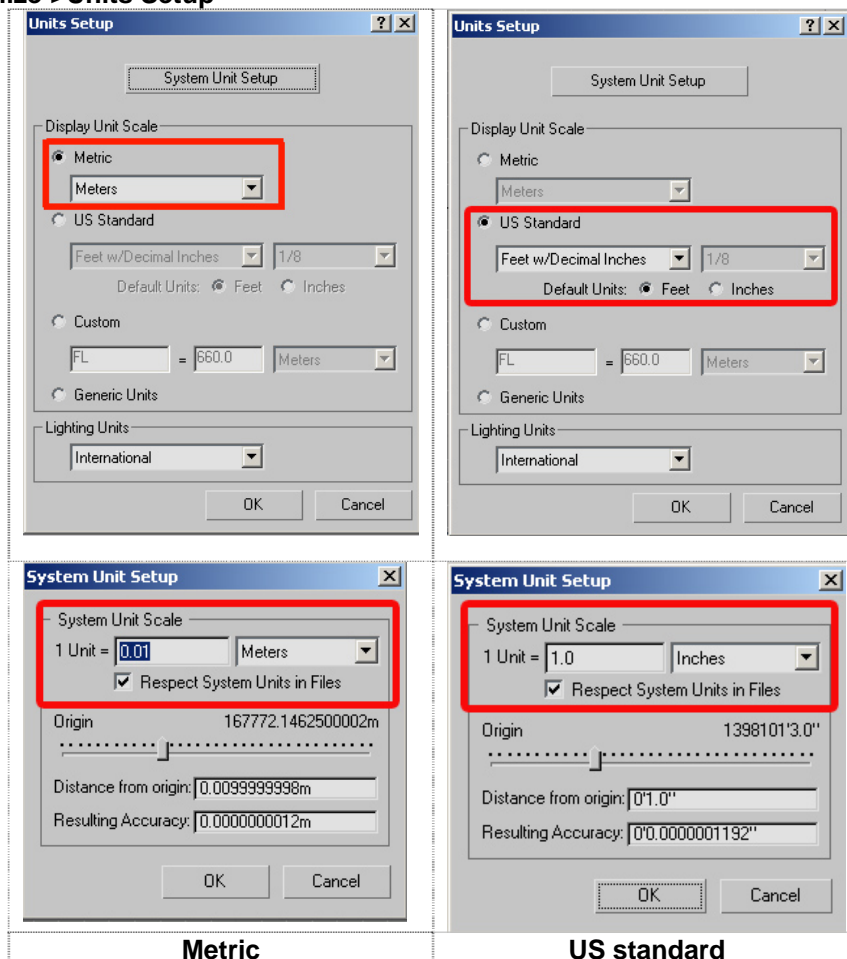 Units Setup
System Unit Setup
Display Unit Scale
Metric
Meters
US Standard
Feet w/Decimal Inches 1/8
Default Units: Feet Inches
Custom
FL = 660.0 Meters
Generic Units
Lighting Units
International
OK Cancel
Units Setup
System Unit Setup
Display Unit Scale
Metric
Meters
US Standard
Feet w/Decimal Inches 1/8
Default Units: Feet Inches
Custom
FL = 660.0 Meters
Generic Units
Lighting Units
International
OK Cancel
System Unit Setup
System Unit Scale
1 Unit = 0.01 Meters
Respect System Units in Files
Origin 167772.1462500002m
Distance from origin: 0.0099999998m
Resulting Accuracy: 0.0000000012m
OK Cancel
System Unit Setup
System Unit Scale
1 Unit = 1.0 Inches
Respect System Units in Files
Origin 1398101'3.0''
Distance from origin: 0'1.0''
Resulting Accuracy: 0'0.0000001192''
OK Cancel
Metric US standard